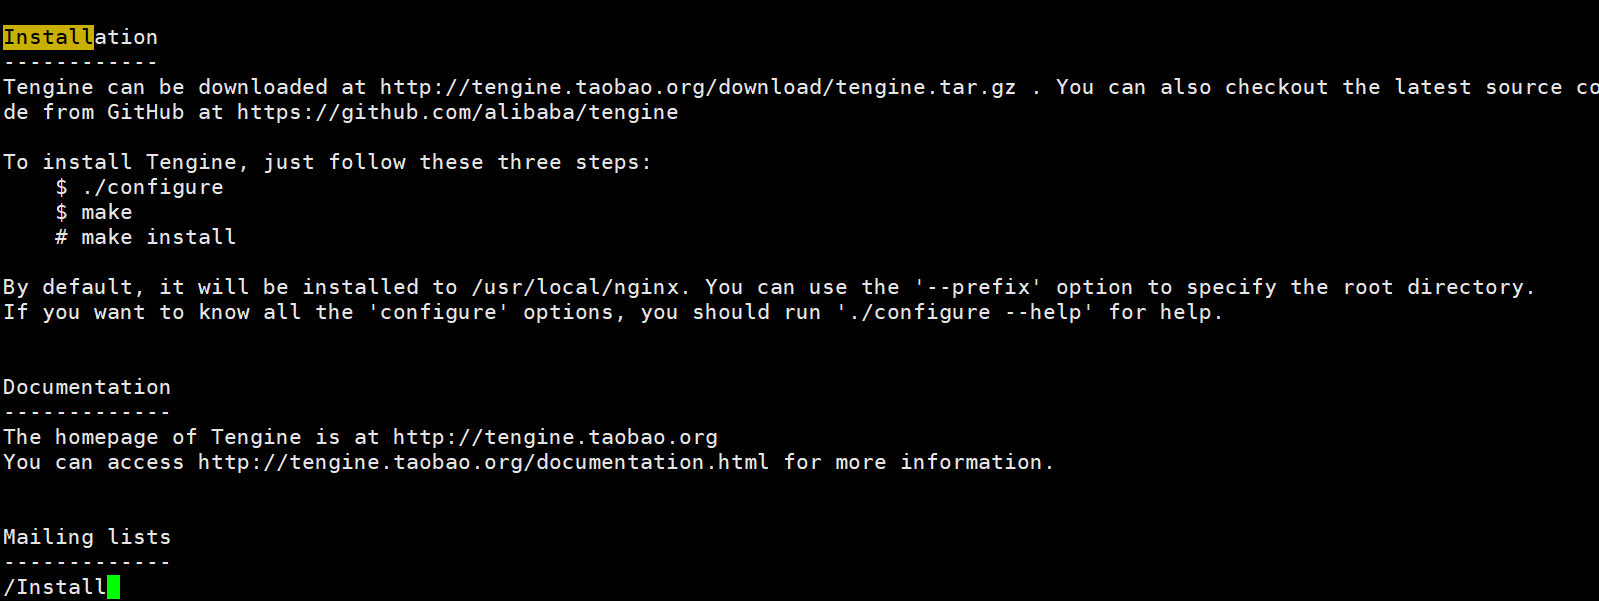 Installation
------------
Tengine can be downloaded at http://tengine.taobao.org/download/tengine.tar.gz . You can also checkout the latest source co
de from GitHub at https://github.com/alibaba/tengine
To install Tengine, just follow these three steps:
    $ ./configure
    $ make
    # make install
By default, it will be installed to /usr/local/nginx. You can use the '--prefix' option to specify the root directory.
If you want to know all the 'configure' options, you should run './configure --help' for help.
Documentation
-------------
The homepage of Tengine is at http://tengine.taobao.org
You can access http://tengine.taobao.org/documentation.html for more information.
Mailing lists
-------------
/Install